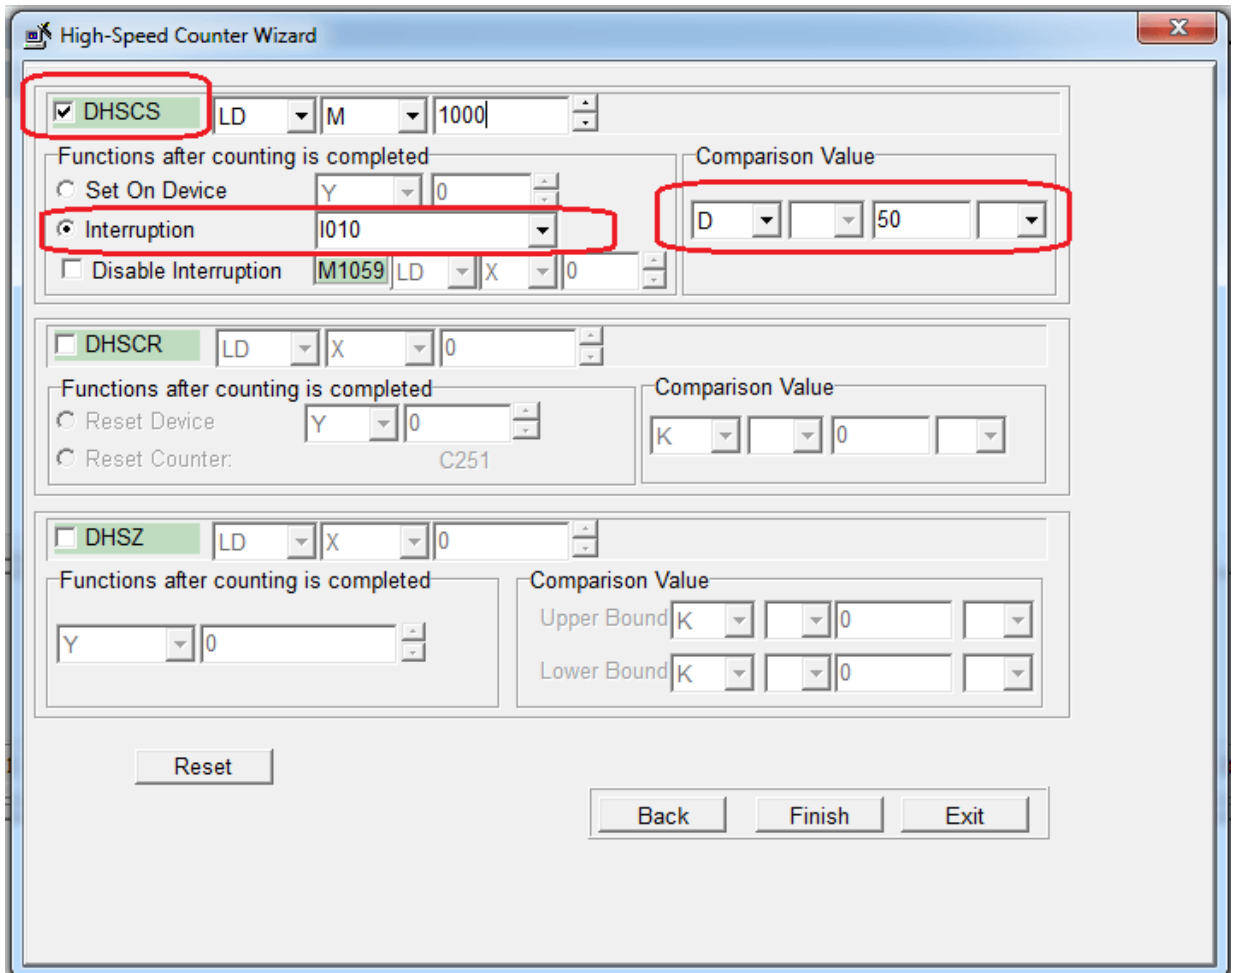 High-Speed Counter Wizard
DHSCS LD M 1000
Functions after counting is completed
Comparison Value
Set On Device Y 0
D 50
Interruption I010
Disable Interruption M1059 LD X 0
DHSCR LD X 0
Functions after counting is completed
Comparison Value
Reset Device Y 0
K 0
Reset Counter: C251
DHSZ LD X 0
Functions after counting is completed
Comparison Value
Upper Bound K 0
Y 0
Lower Bound K 0
Reset
Back Finish Exit